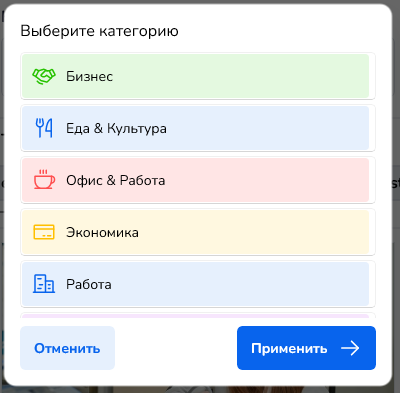 Выберите категорию
Бизнес
Еда & Культура
Офис & Работа
Экономика
Работа
Отменить
Применить